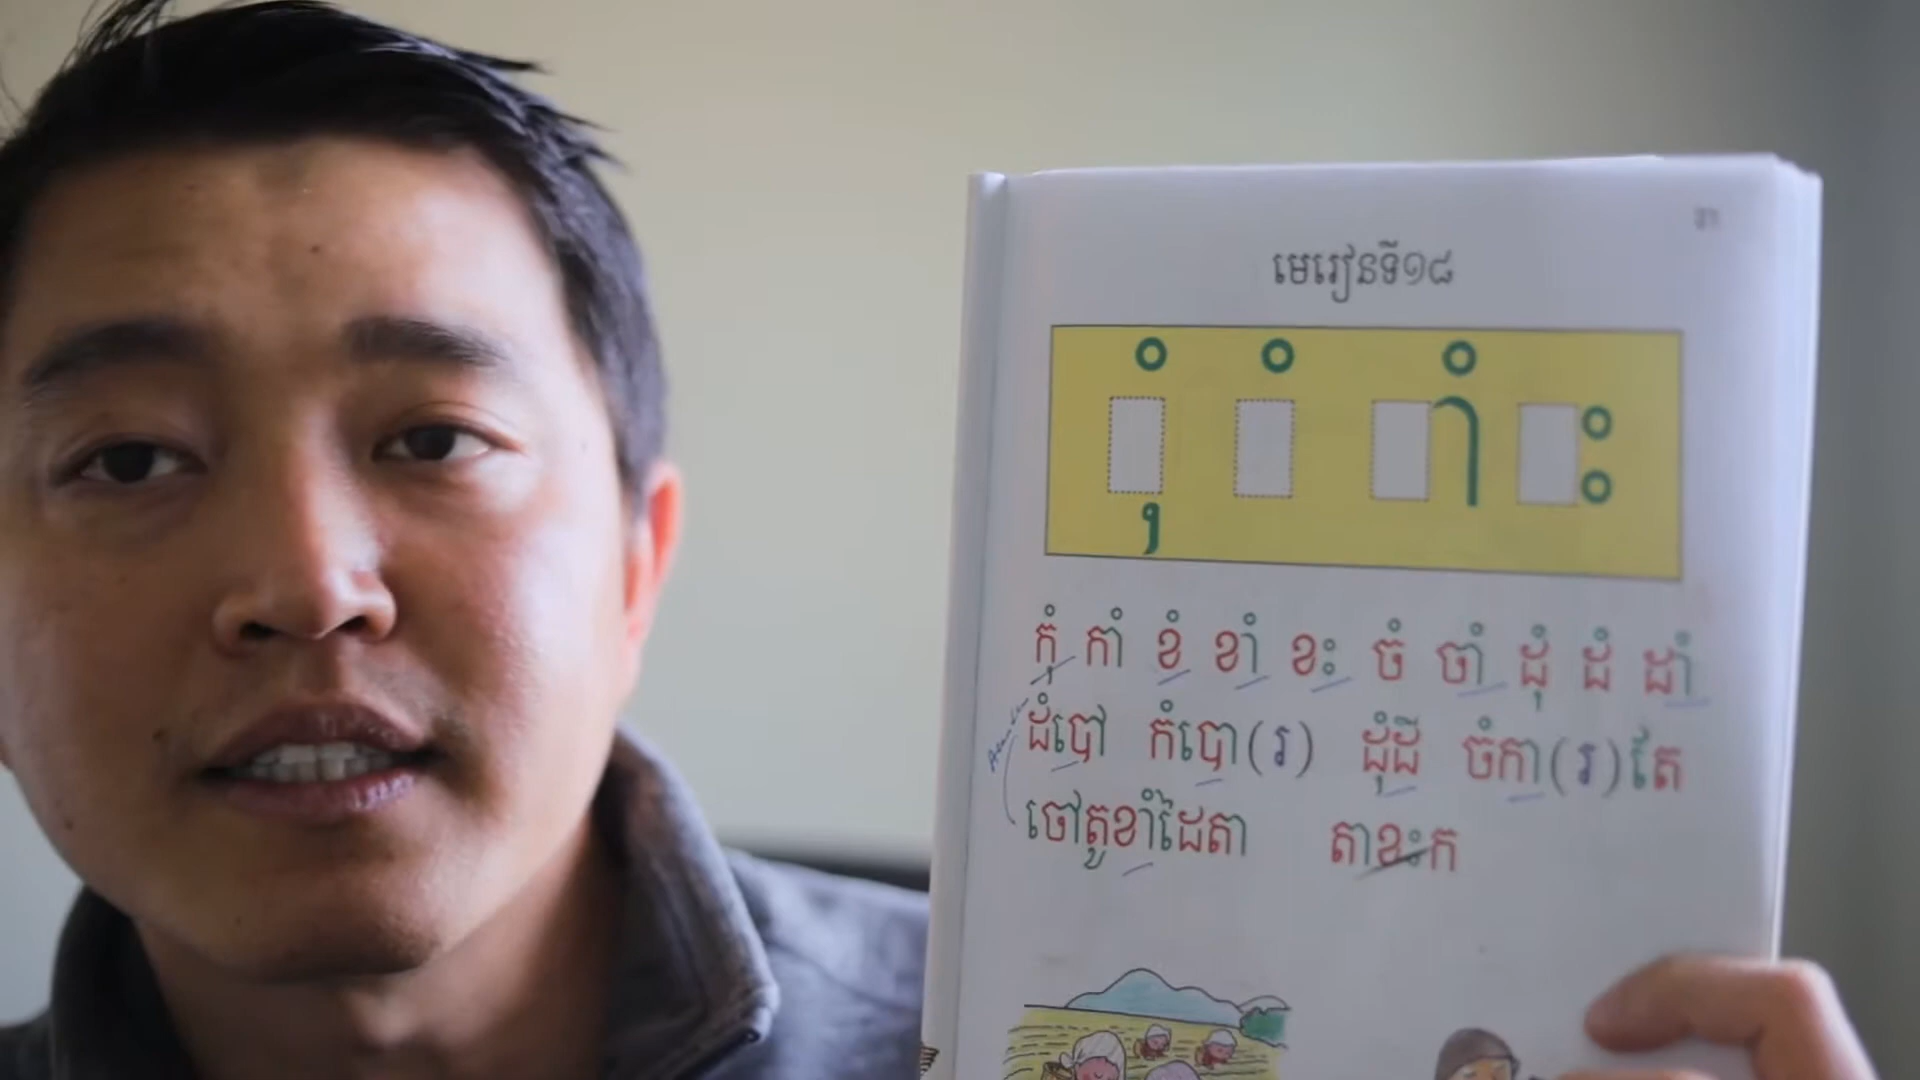 មេរៀនទី១៨
ុំ ំ ាំ ះ
កុំ កាំ ខំ ខាំ ខះ ចំ ចាំ ដុំ ដំ ដាំ
ដំបៅ កំបោ(រ) ដុំដី ចំកា(រ)តែ
ចៅតូខាំដៃតា តាខះក